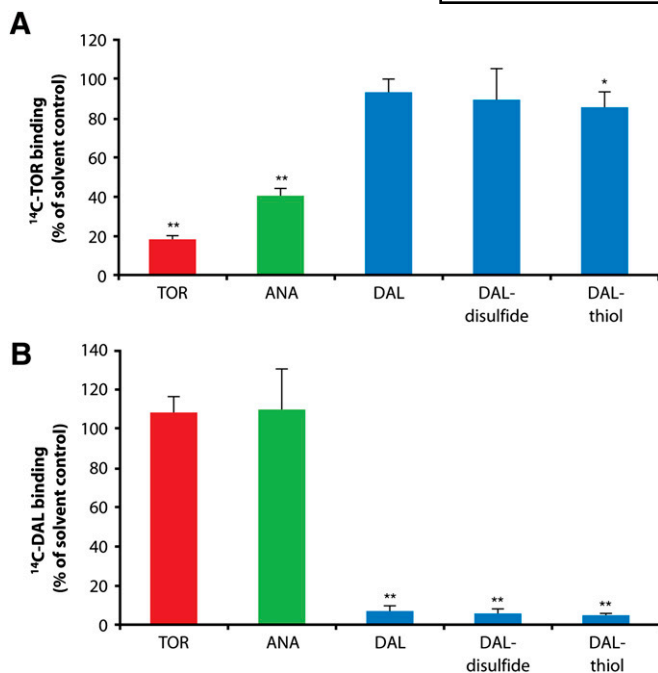 A
120
100
80
60
40
20
0
¹⁴C-TOR binding
(% of solvent control)
**
**
*
TOR ANA DAL DAL-
disulfide DAL-
thiol
B
140
120
100
80
60
40
20
0
¹⁴C-DAL binding
(% of solvent control)
**
**
**
TOR ANA DAL DAL-
disulfide DAL-
thiol